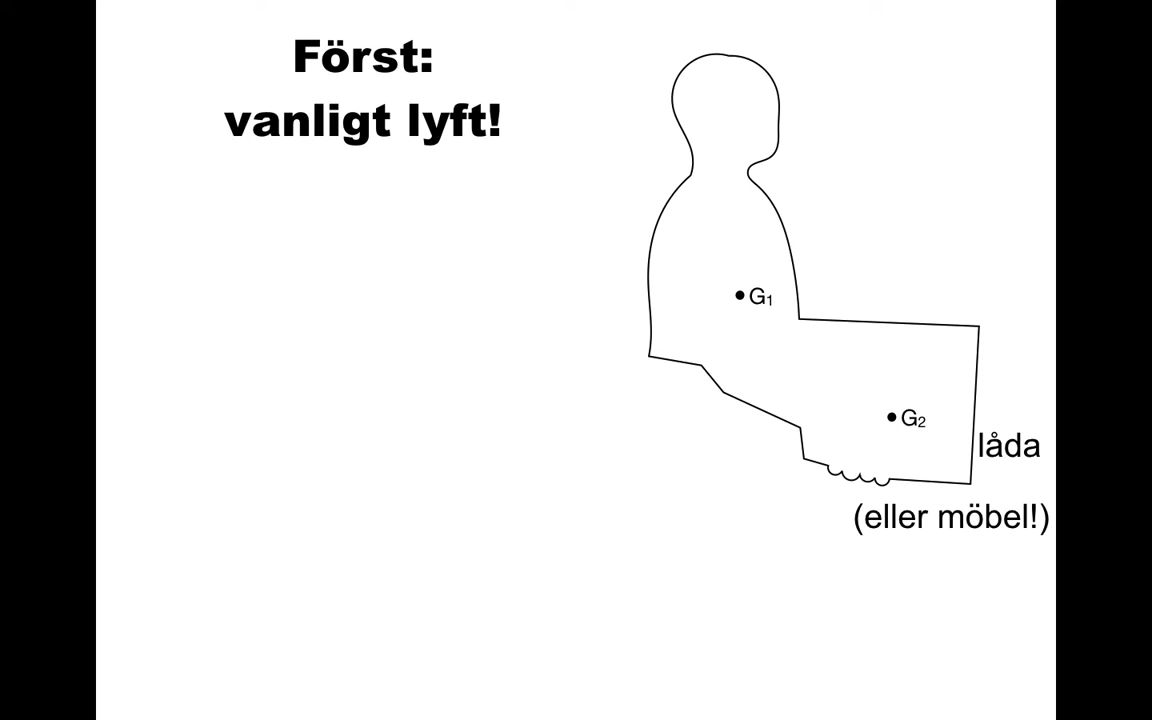 Först:
vanligt lyft!
G₁
G₂
låda
(eller möbel!)